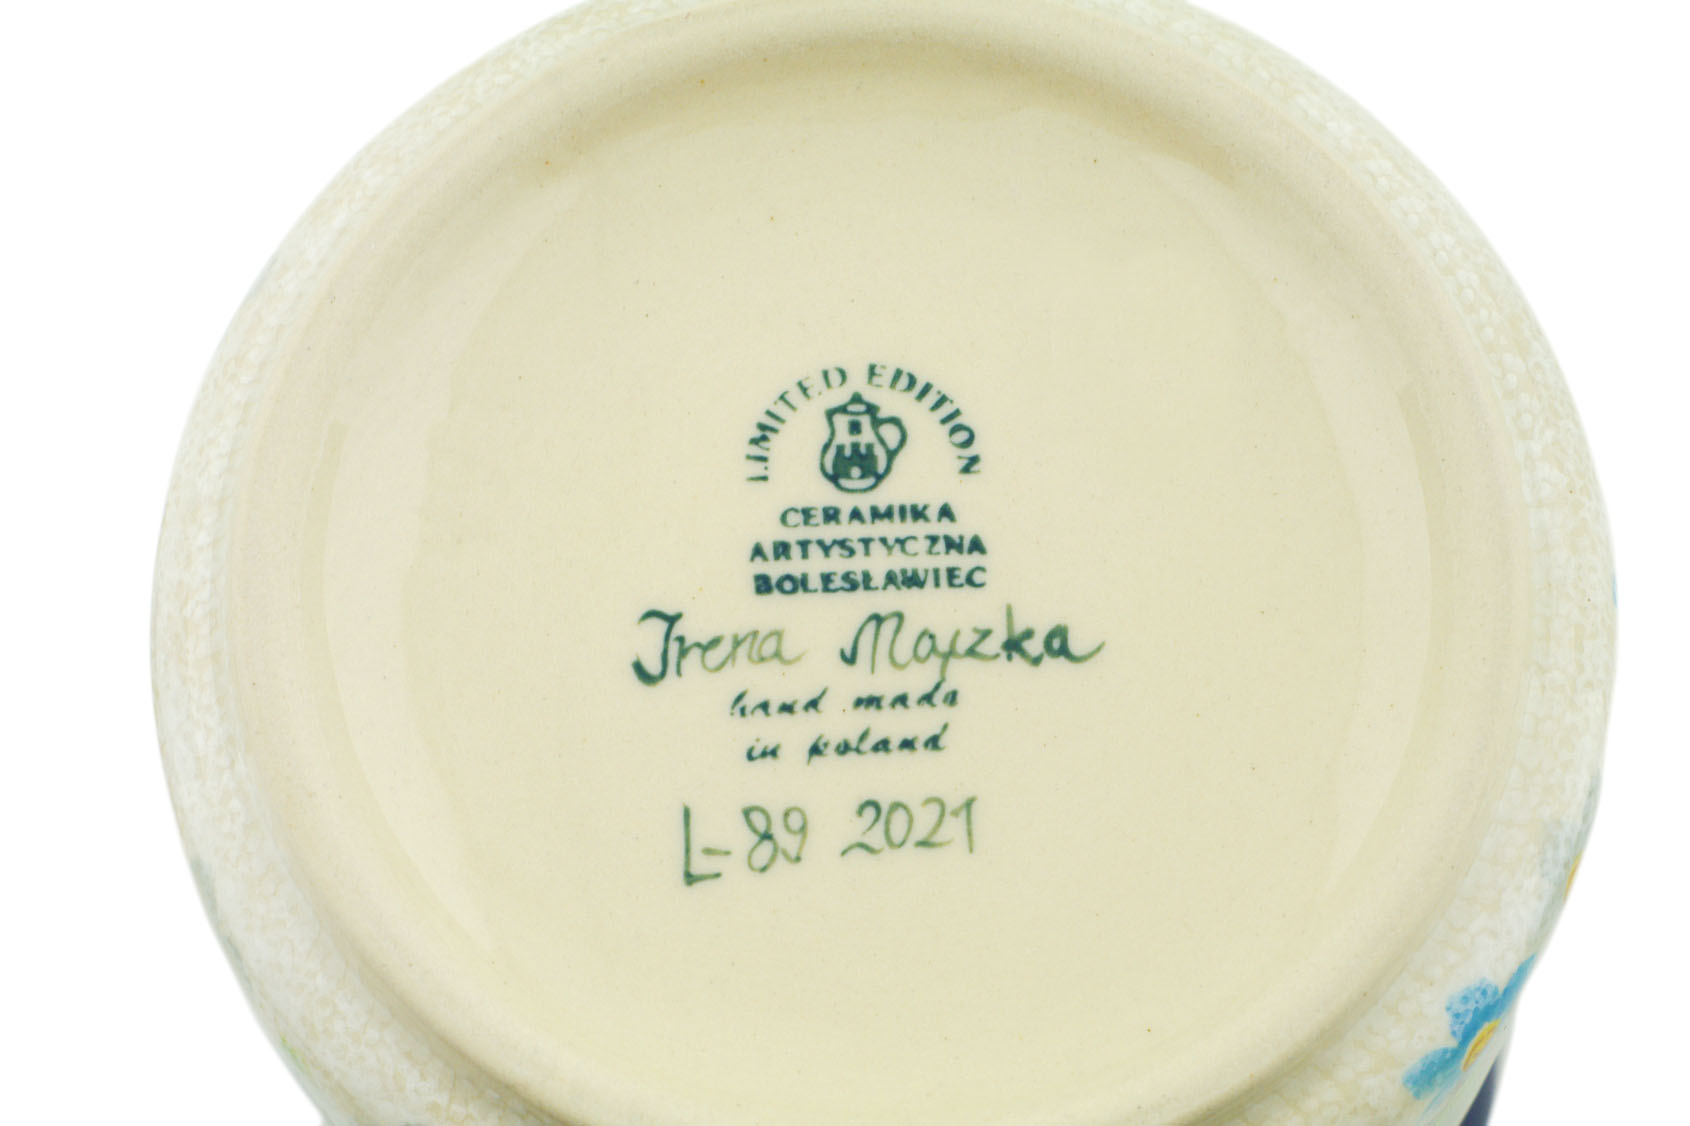 LIMITED EDITION
B
CERAMIKA
ARTYSTYCZNA
BOLESŁAWIEC
Irena Majzka
hand made
in poland
L-89 2021